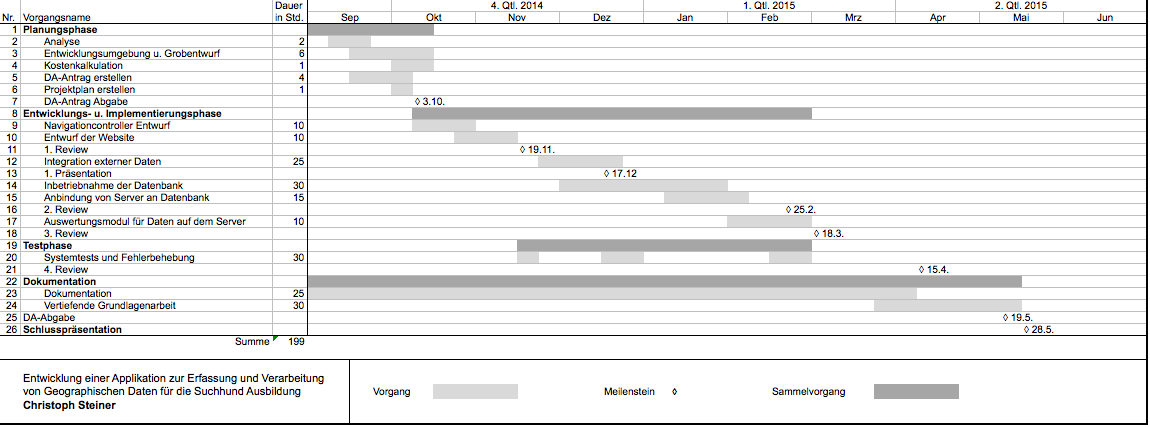 Dauer 4. Qtl. 2014 1. Qtl. 2015 2. Qtl. 2015
Nr. Vorgangsname in Std. Sep Okt Nov Dez Jan Feb Mrz Apr Mai Jun
1 Planungsphase
2 Analyse 2
3 Entwicklungsumgebung u. Grobentwurf 6
4 Kostenkalkulation 1
5 DA-Antrag erstellen 4
6 Projektplan erstellen 1
7 DA-Antrag Abgabe ◊ 3.10.
8 Entwicklungs- u. Implementierungsphase
9 Navigationcontroller Entwurf 10
10 Entwurf der Website 10
11 1. Review ◊ 19.11.
12 Integration externer Daten 25
13 1. Präsentation ◊ 17.12
14 Inbetriebnahme der Datenbank 30
15 Anbindung von Server an Datenbank 15
16 2. Review ◊ 25.2.
17 Auswertungsmodul für Daten auf dem Server 10
18 3. Review ◊ 18.3.
19 Testphase
20 Systemtests und Fehlerbehebung 30
21 4. Review ◊ 15.4.
22 Dokumentation
23 Dokumentation 25
24 Vertiefende Grundlagenarbeit 30
25 DA-Abgabe ◊ 19.5.
26 Schlusspräsentation ◊ 28.5.
Summe 199
Entwicklung einer Applikation zur Erfassung und Verarbeitung
von Geographischen Daten für die Suchhund Ausbildung
Christoph Steiner
Vorgang Meilenstein ◊ Sammelvorgang